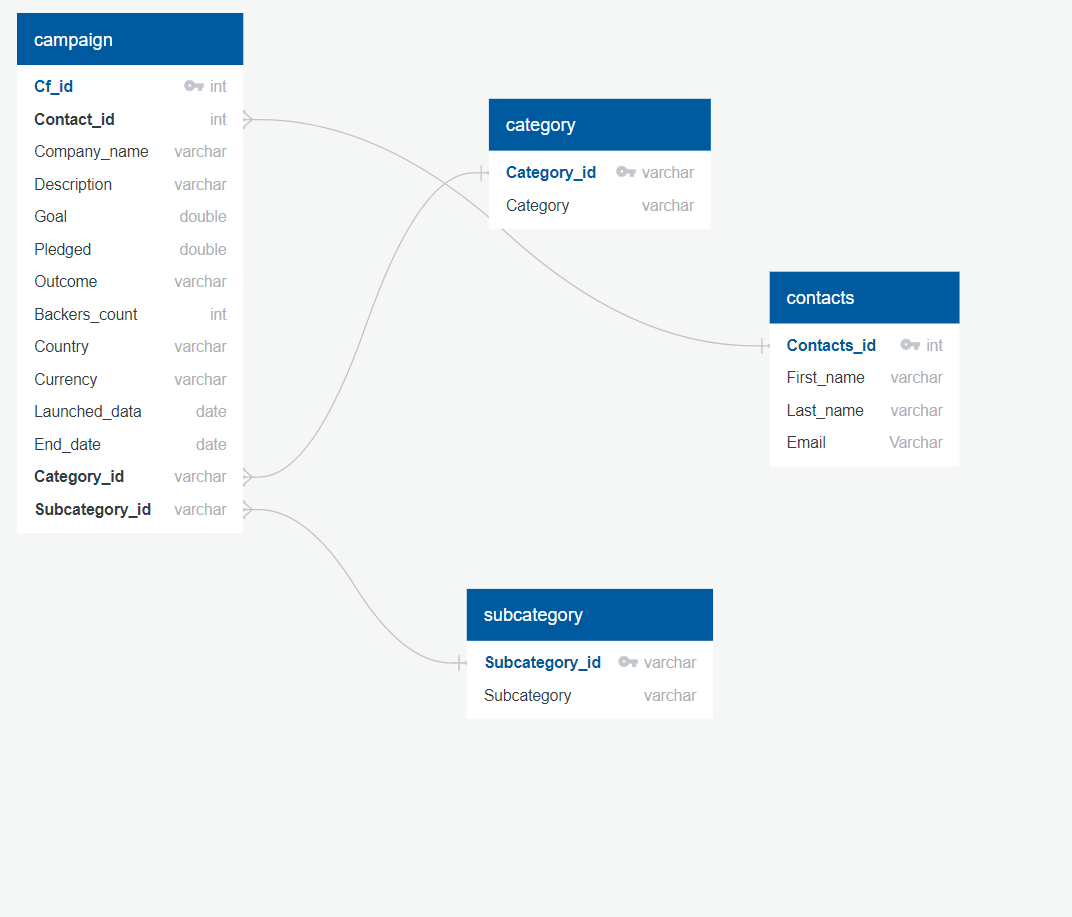 campaign
Cf_id int
Contact_id int
Company_name varchar
Description varchar
Goal double
Pledged double
Outcome varchar
Backers_count int
Country varchar
Currency varchar
Launched_data date
End_date date
Category_id varchar
Subcategory_id varchar
category
Category_id varchar
Category varchar
contacts
Contacts_id int
First_name varchar
Last_name varchar
Email Varchar
subcategory
Subcategory_id varchar
Subcategory varchar